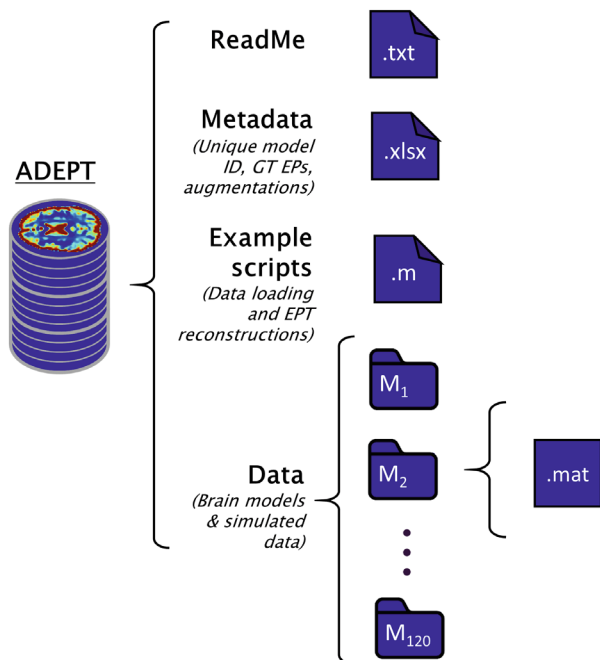 ADEPT
ReadMe
.txt
Metadata
(Unique model
ID, GT EPs,
augmentations)
.xlsx
Example
scripts
(Data loading
and EPT
reconstructions)
.m
Data
(Brain models
& simulated
data)
M1
M2
M120
.mat